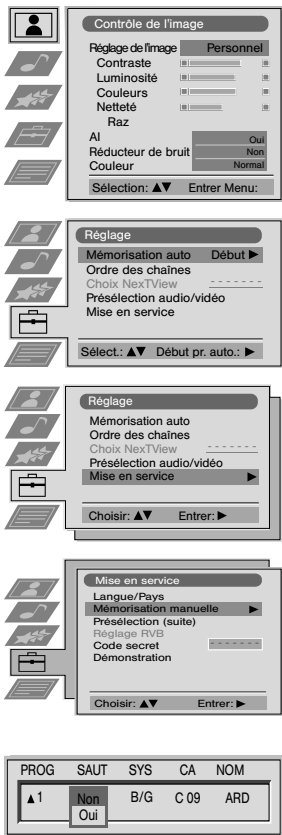 Contrôle de l'image
Réglage de l'image Personnel
Contraste
Luminosité
Couleurs
Netteté
Raz
AI Oui
Réducteur de bruit Non
Couleur Normal
Sélection: ▲▼ Entrer Menu:
Réglage
Mémorisation auto Début ▶
Ordre des chaînes
Choix NexTView - - - - - - -
Présélection audio/vidéo
Mise en service
Sélect.: ▲▼ Début pr. auto.: ▶
Réglage
Mémorisation auto
Ordre des chaînes
Choix NexTView - - - - - - -
Présélection audio/vidéo
Mise en service ▶
Choisir: ▲▼ Entrer: ▶
Mise en service
Langue/Pays
Mémorisation manuelle ▶
Présélection (suite)
Réglage RVB
Code secret - - - - - - -
Démonstration
Choisir: ▲▼ Entrer: ▶
PROG SAUT SYS CA NOM
▲1 Non B/G C 09 ARD
Oui